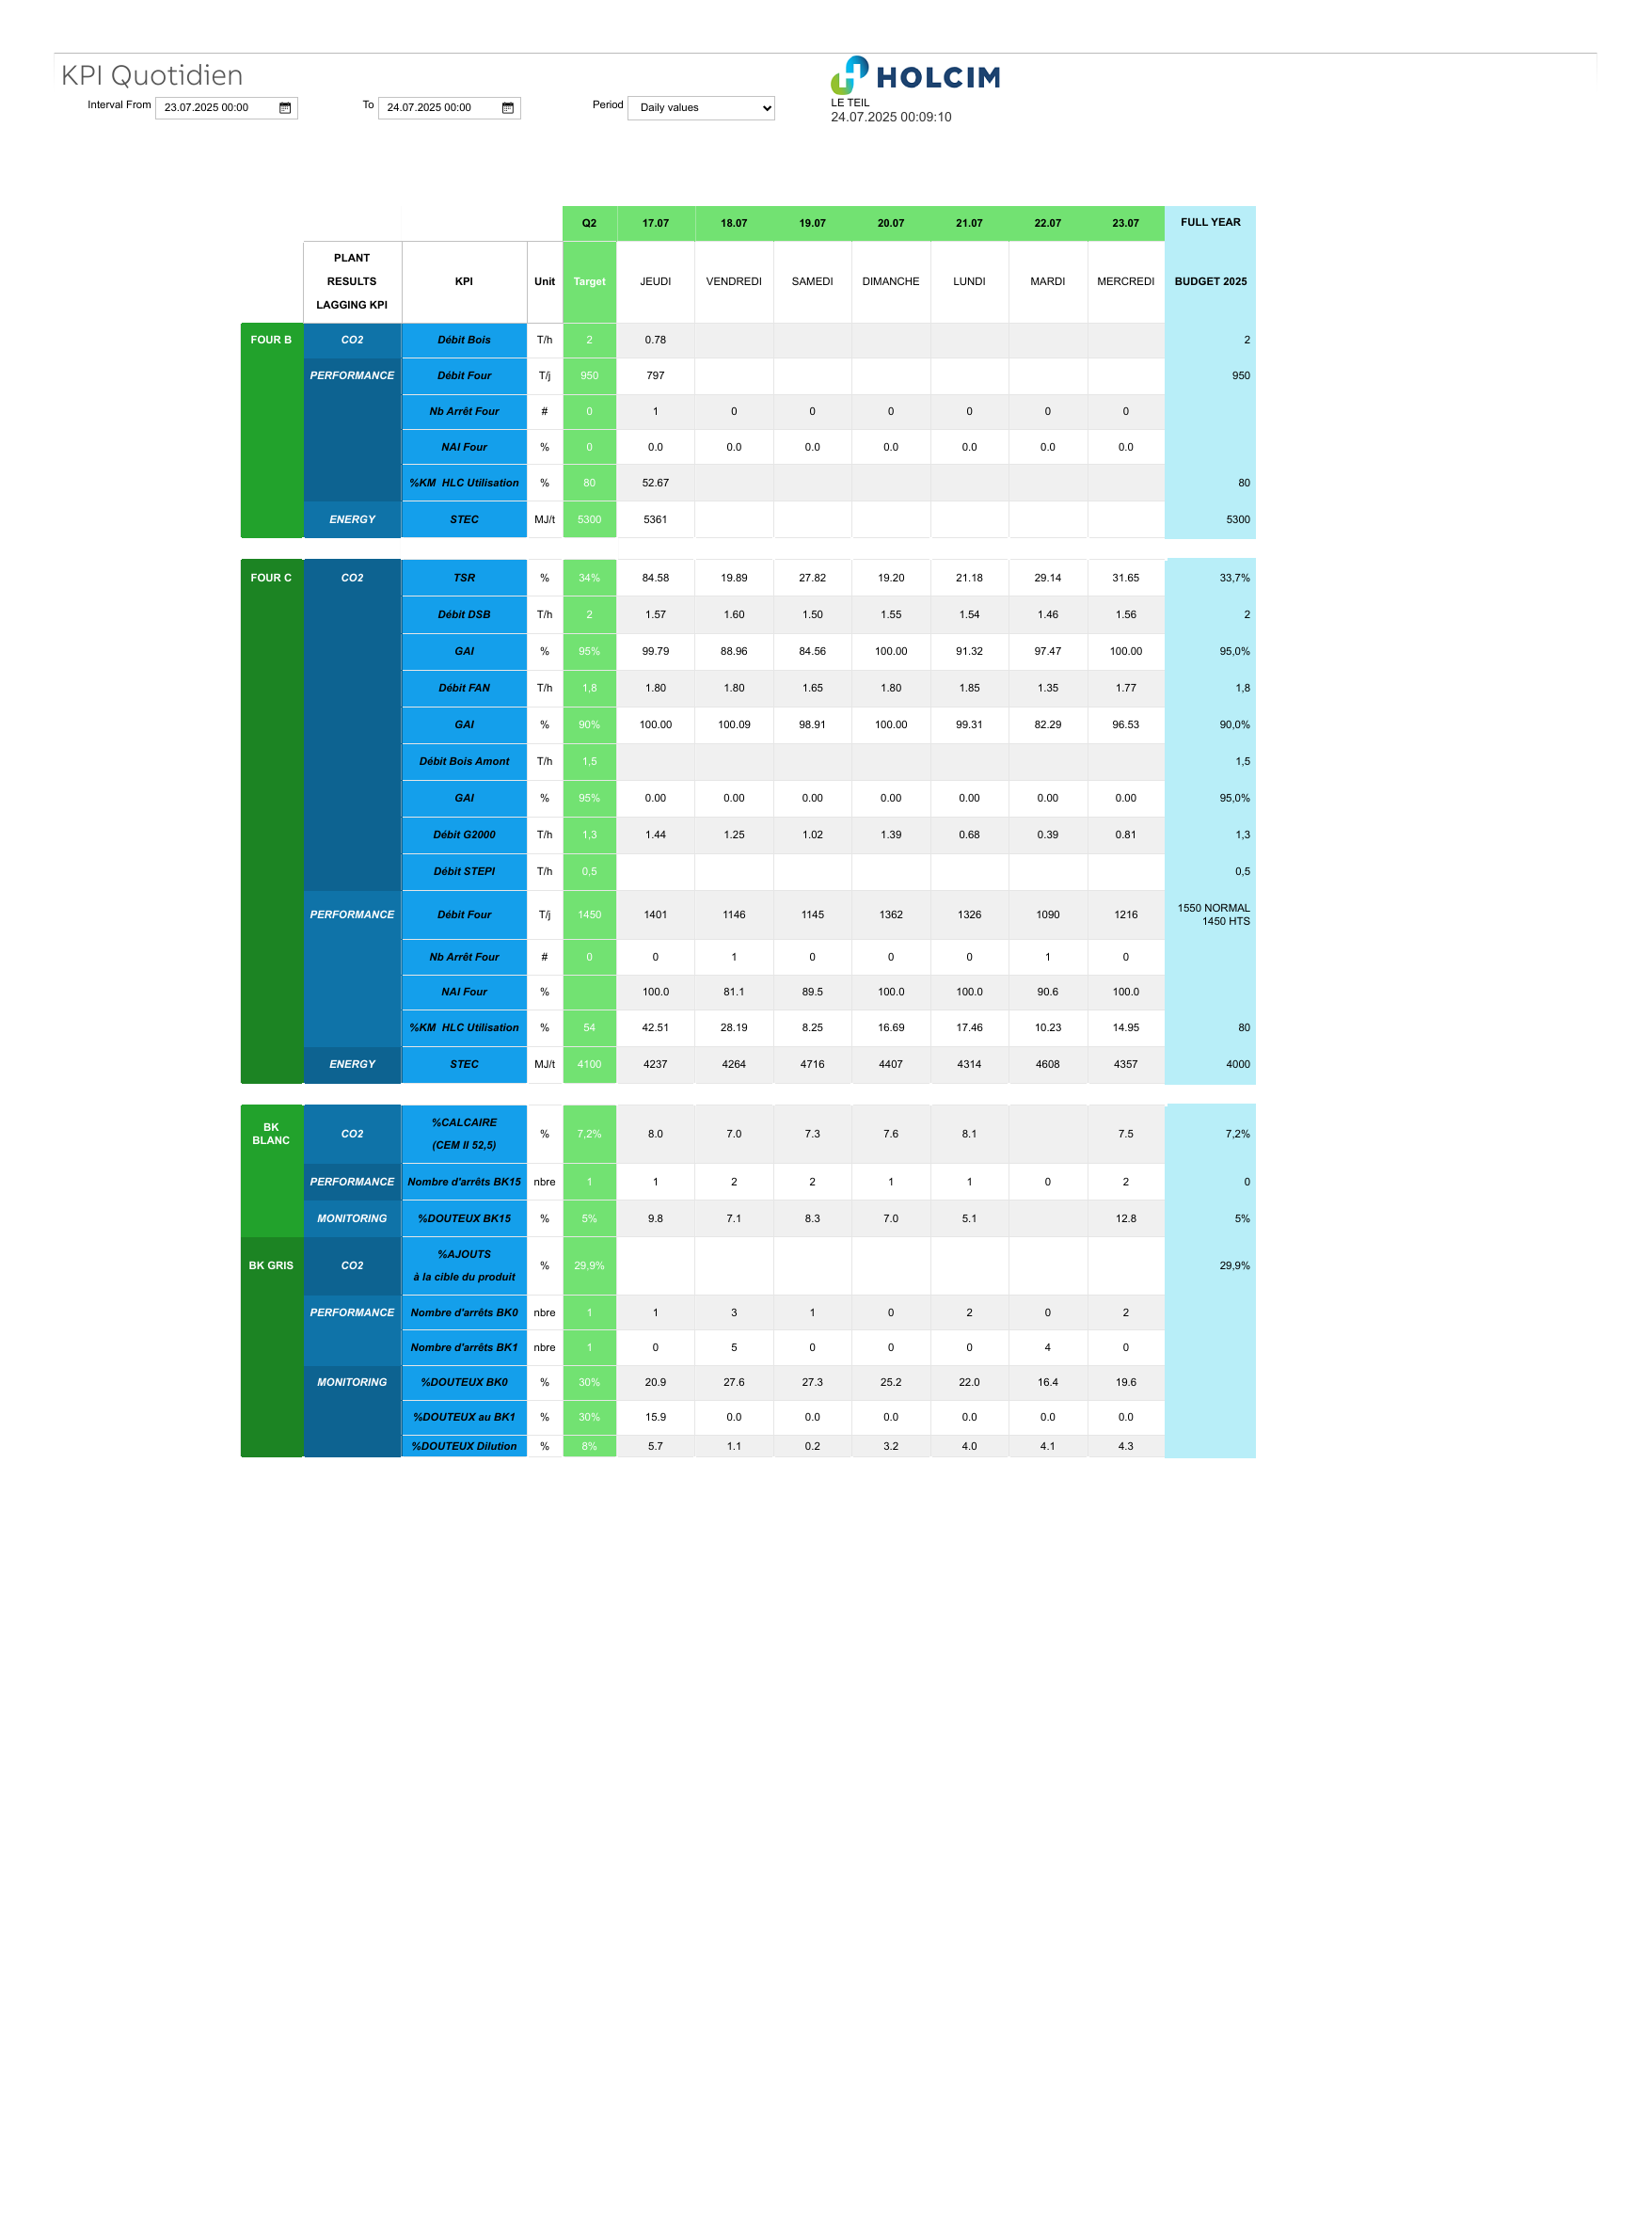 KPI Quotidien
HOLCIM
Interval From 23.07.2025 00:00 To 24.07.2025 00:00 Period Daily values LE TEIL
24.07.2025 00:09:10
Q2 17.07 18.07 19.07 20.07 21.07 22.07 23.07 FULL YEAR
PLANT
RESULTS KPI Unit Target JEUDI VENDREDI SAMEDI DIMANCHE LUNDI MARDI MERCREDI BUDGET 2025
LAGGING KPI
FOUR B CO2 Débit Bois T/h 2 0.78 2
PERFORMANCE Débit Four T/j 950 797 950
Nb Arrêt Four # 0 1 0 0 0 0 0 0
NAI Four % 0 0.0 0.0 0.0 0.0 0.0 0.0 0.0
%KM HLC Utilisation % 80 52.67 80
ENERGY STEC MJ/t 5300 5361 5300
FOUR C CO2 TSR % 34% 84.58 19.89 27.82 19.20 21.18 29.14 31.65 33,7%
Débit DSB T/h 2 1.57 1.60 1.50 1.55 1.54 1.46 1.56 2
GAI % 95% 99.79 88.96 84.56 100.00 91.32 97.47 100.00 95,0%
Débit FAN T/h 1,8 1.80 1.80 1.65 1.80 1.85 1.35 1.77 1,8
GAI % 90% 100.00 100.09 98.91 100.00 99.31 82.29 96.53 90,0%
Débit Bois Amont T/h 1,5 1,5
GAI % 95% 0.00 0.00 0.00 0.00 0.00 0.00 0.00 95,0%
Débit G2000 T/h 1,3 1.44 1.25 1.02 1.39 0.68 0.39 0.81 1,3
Débit STEPI T/h 0,5 0,5
PERFORMANCE Débit Four T/j 1450 1401 1146 1145 1362 1326 1090 1216 1550 NORMAL
1450 HTS
Nb Arrêt Four # 0 0 1 0 0 0 1 0
NAI Four % 100.0 81.1 89.5 100.0 100.0 90.6 100.0
%KM HLC Utilisation % 54 42.51 28.19 8.25 16.69 17.46 10.23 14.95 80
ENERGY STEC MJ/t 4100 4237 4264 4716 4407 4314 4608 4357 4000
BK
BLANC CO2 %CALCAIRE
(CEM II 52,5) % 7,2% 8.0 7.0 7.3 7.6 8.1 7.5 7,2%
PERFORMANCE Nombre d'arrêts BK15 nbre 1 1 2 2 1 1 0 2 0
MONITORING %DOUTEUX BK15 % 5% 9.8 7.1 8.3 7.0 5.1 12.8 5%
BK GRIS CO2 %AJOUTS
à la cible du produit % 29,9% 29,9%
PERFORMANCE Nombre d'arrêts BK0 nbre 1 1 3 1 0 2 0 2
Nombre d'arrêts BK1 nbre 1 0 5 0 0 0 4 0
MONITORING %DOUTEUX BK0 % 30% 20.9 27.6 27.3 25.2 22.0 16.4 19.6
%DOUTEUX au BK1 % 30% 15.9 0.0 0.0 0.0 0.0 0.0 0.0
%DOUTEUX Dilution % 8% 5.7 1.1 0.2 3.2 4.0 4.1 4.3